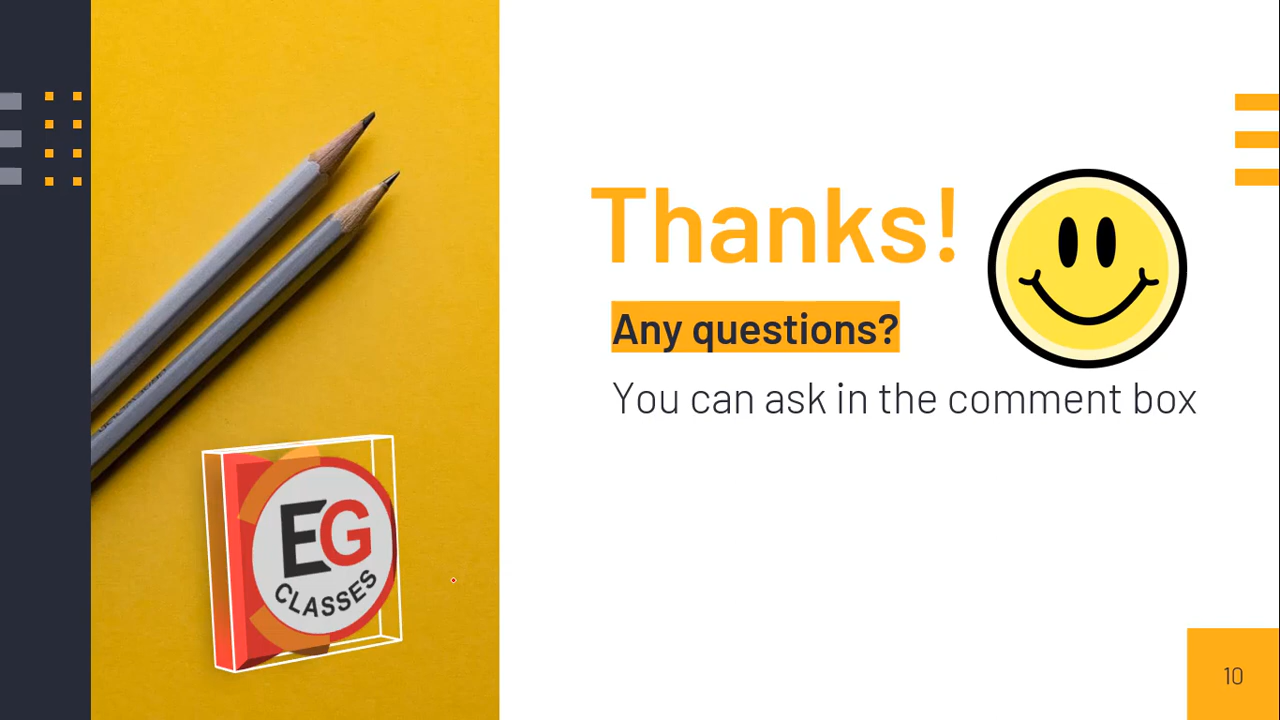 Thanks!
Any questions?
You can ask in the comment box
EG
CLASSES
10